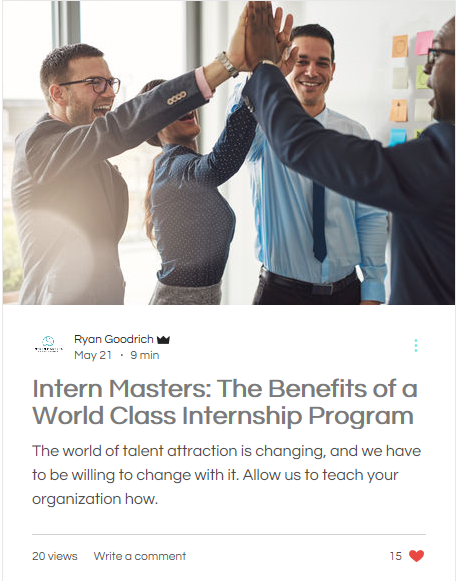 Ryan Goodrich
May 21 · 9 min
Intern Masters: The Benefits of a
World Class Internship Program
The world of talent attraction is changing, and we have
to be willing to change with it. Allow us to teach your
organization how.
20 views Write a comment 15